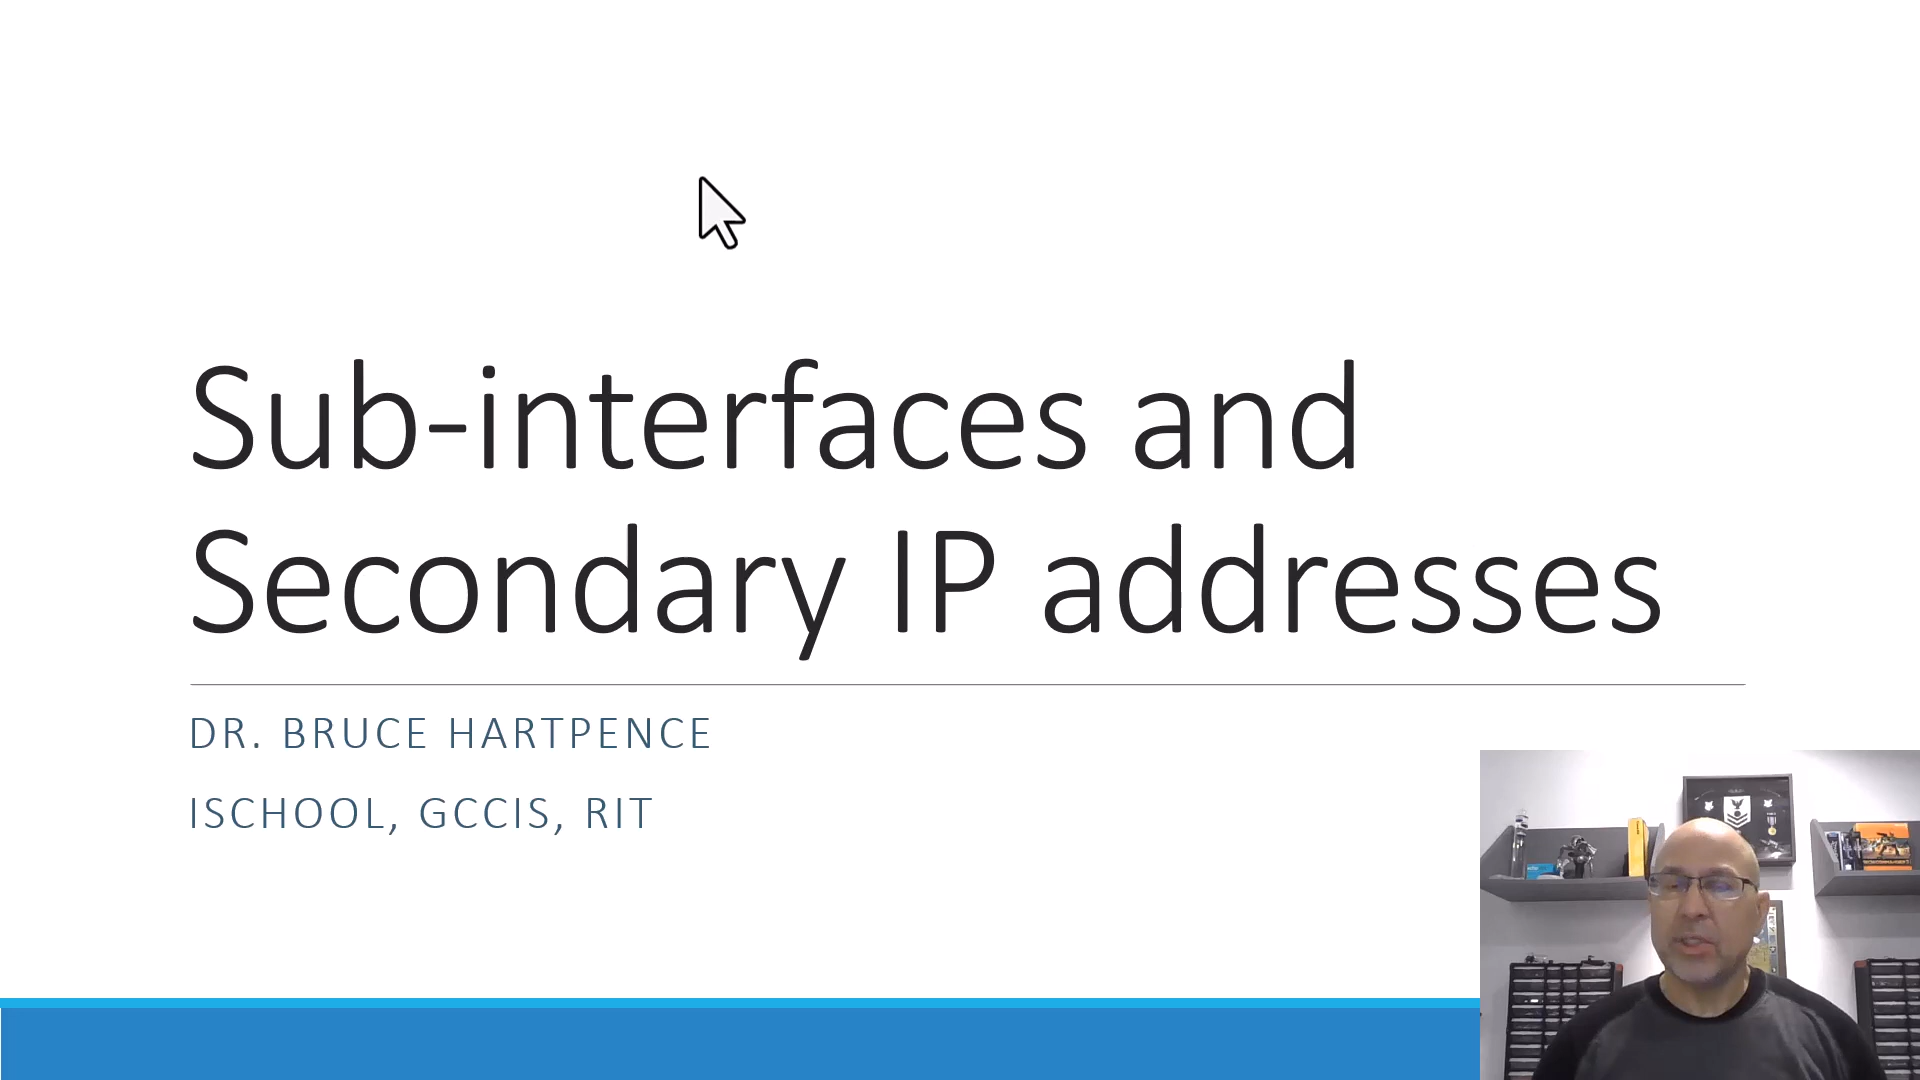 Sub-interfaces and
Secondary IP addresses
DR. BRUCE HARTPENCE
ISCHOOL, GCCIS, RIT